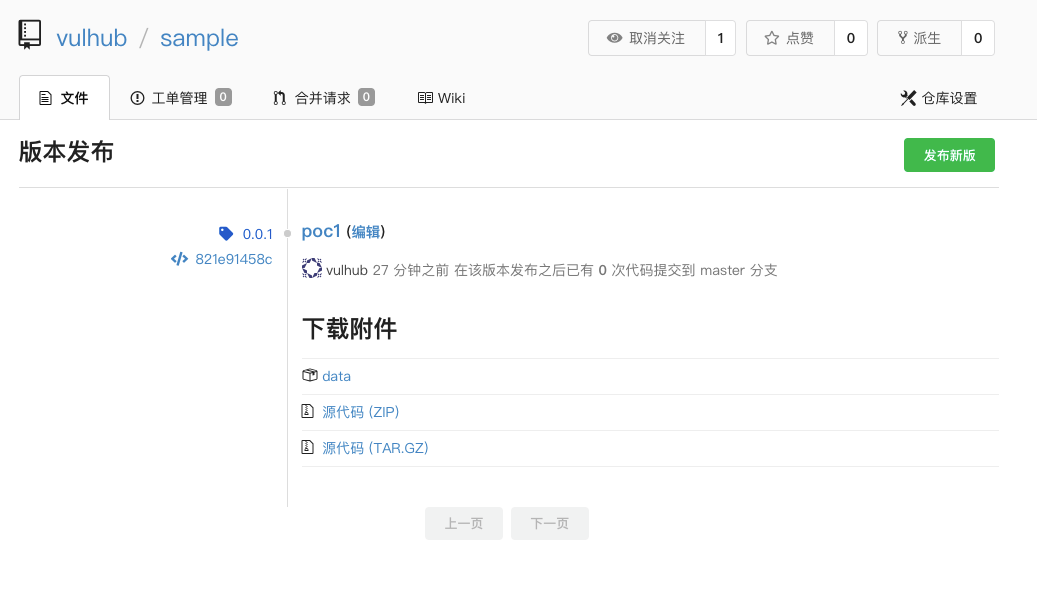 vulhub / sample
取消关注 1 点赞 0 派生 0
文件 工单管理 0 合并请求 0 Wiki 仓库设置
版本发布 发布新版
0.0.1 poc1 (编辑)
821e91458c
vulhub 27 分钟之前 在该版本发布之后已有 0 次代码提交到 master 分支
下载附件
data
源代码 (ZIP)
源代码 (TAR.GZ)
上一页 下一页